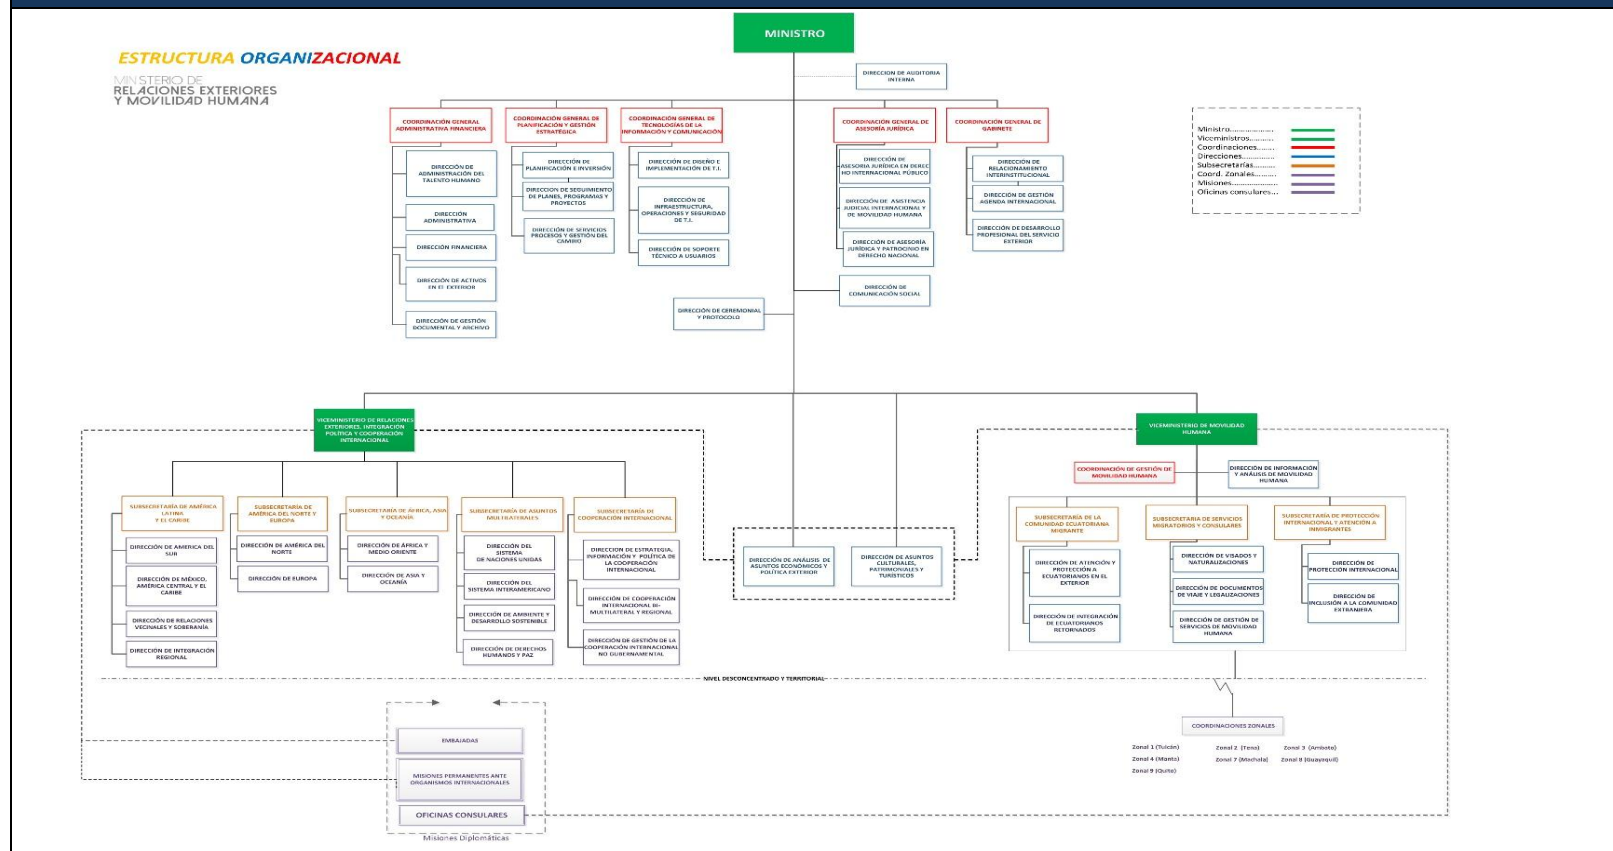 MINISTRO
ESTRUCTURA ORGANIZACIONAL
MINISTERIO DE
RELACIONES EXTERIORES
Y MOVILIDAD HUMANA
DIRECCION DE AUDITORIA
INTERNA
COORDINACIÓN GENERAL
ADMINISTRATIVA FINANCIERA
COORDINACIÓN GENERAL DE
PLANIFICACIÓN Y GESTIÓN
ESTRATÉGICA
COORDINACIÓN GENERAL DE
TECNOLOGÍAS DE LA
INFORMACIÓN Y COMUNICACIÓN
COORDINACIÓN GENERAL DE
ASESORÍA JURÍDICA
COORDINACIÓN GENERAL DE
GABINETE
Ministro...................
Viceministros..........
Coordinaciones.......
Direcciones..............
Subsecretarías.........
Coord. Zonales........
Misiones...................
Oficinas consulares...
DIRECCIÓN DE
ADMINISTRACIÓN DEL
TALENTO HUMANO
DIRECCIÓN
ADMINISTRATIVA
DIRECCIÓN FINANCIERA
DIRECCIÓN DE ACTIVOS
EN EL EXTERIOR
DIRECCIÓN DE GESTIÓN
DOCUMENTAL Y ARCHIVO
DIRECCIÓN DE
PLANIFICACIÓN E INVERSIÓN
DIRECCION DE SEGUIMIENTO
DE PLANES, PROGRAMAS Y
PROYECTOS
DIRECCIÓN DE SERVICIOS
PROCESOS Y GESTIÓN DEL
CAMBIO
DIRECCIÓN DE DISEÑO E
IMPLEMENTACIÓN DE T.I.
DIRECCIÓN DE
INFRAESTRUCTURA,
OPERACIONES Y SEGURIDAD
DE T.I.
DIRECCIÓN DE SOPORTE
TÉCNICO A USUARIOS
DIRECCIÓN DE
ASESORIA JURÍDICA EN DEREC
HO INTERNACIONAL PÚBLICO
DIRECCIÓN DE ASISTENCIA
JUDICIAL INTERNACIONAL Y
DE MOVILIDAD HUMANA
DIRECCIÓN DE ASESORÍA
JURÍDICA Y PATROCINIO EN
DERECHO NACIONAL
DIRECCIÓN DE
COMUNICACIÓN SOCIAL
DIRECCIÓN DE
RELACIONAMIENTO
INTERINSTITUCIONAL
DIRECCIÓN DE GESTIÓN
AGENDA INTERNACIONAL
DIRECCIÓN DE DESARROLLO
PROFESIONAL DEL SERVICIO
EXTERIOR
DIRECCIÓN DE CEREMONIAL
Y PROTOCOLO
VICEMINISTERIO DE RELACIONES
EXTERIORES, INTEGRACIÓN
POLÍTICA Y COOPERACIÓN
INTERNACIONAL
VICEMINISTERIO DE MOVILIDAD
HUMANA
COORDINACIÓN DE GESTIÓN DE
MOVILIDAD HUMANA
DIRECCIÓN DE INFORMACIÓN
Y ANÁLISIS DE MOVILIDAD
HUMANA
SUBSECRETARÍA DE AMÉRICA
LATINA
Y EL CARIBE
SUBSECRETARÍA DE
AMÉRICA DEL NORTE Y
EUROPA
SUBSECRETARÍA DE ÁFRICA, ASIA
Y OCEANÍA
SUBSECRETARÍA DE ASUNTOS
MULTILATERALES
SUBSECRETARÍA DE
COOPERACIÓN INTERNACIONAL
DIRECCIÓN DE AMERICA DEL
SUR
DIRECCIÓN DE MÉXICO,
AMÉRICA CENTRAL Y EL
CARIBE
DIRECCIÓN DE RELACIONES
VECINALES Y SOBERANÍA
DIRECCIÓN DE INTEGRACIÓN
REGIONAL
DIRECCIÓN DE AMÉRICA DEL
NORTE
DIRECCIÓN DE EUROPA
DIRECCIÓN DE ÁFRICA Y
MEDIO ORIENTE
DIRECCIÓN DE ASIA Y
OCEANÍA
DIRECCIÓN DEL
SISTEMA
DE NACIONES UNIDAS
DIRECCIÓN DEL
SISTEMA INTERAMERICANO
DIRECCIÓN DE AMBIENTE Y
DESARROLLO SOSTENIBLE
DIRECCIÓN DE DERECHOS
HUMANOS Y PAZ
DIRECCION DE ESTRATEGIA,
INFORMACIÓN Y POLÍTICA DE
LA COOPERACIÓN
INTERNACIONAL
DIRECCIÓN DE COOPERACIÓN
INTERNACIONAL BI-
MULTILATERAL Y REGIONAL
DIRECCIÓN DE GESTIÓN DE LA
COOPERACIÓN INTERNACIONAL
NO GUBERNAMENTAL
DIRECCIÓN DE ANÁLISIS DE
ASUNTOS ECONÓMICOS Y
POLÍTICA EXTERIOR
DIRECCIÓN DE ASUNTOS
CULTURALES,
PATRIMONIALES Y
TURÍSTICOS
SUBSECRETARÍA DE LA
COMUNIDAD ECUATORIANA
MIGRANTE
SUBSECRETARIA DE SERVICIOS
MIGRATORIOS Y CONSULARES
SUBSECRETARÍA DE PROTECCIÓN
INTERNACIONAL Y ATENCIÓN A
INMIGRANTES
DIRECCIÓN DE ATENCIÓN Y
PROTECCIÓN A
ECUATORIANOS EN EL
EXTERIOR
DIRECCIÓN DE INTEGRACIÓN
DE ECUATORIANOS
RETORNADOS
DIRECCIÓN DE VISADOS Y
NATURALIZACIONES
DIRECCIÓN DE DOCUMENTOS
DE VIAJE Y LEGALIZACIONES
DIRECCIÓN DE GESTIÓN DE
SERVICIOS DE MOVILIDAD
HUMANA
DIRECCIÓN DE
PROTECCIÓN INTERNACIONAL
DIRECCIÓN DE
INCLUSIÓN A LA COMUNIDAD
EXTRANJERA
NIVEL DESCONCENTRADO Y TERRITORIAL
EMBAJADAS
MISIONES PERMANENTES ANTE
ORGANISMOS INTERNACIONALES
OFICINAS CONSULARES
Misiones Diplomáticas
COORDINACIONES ZONALES
Zonal 1 (Tulcán) Zonal 2 (Tena) Zonal 3 (Ambato)
Zonal 4 (Manta) Zonal 7 (Machala) Zonal 8 (Guayaquil)
Zonal 9 (Quito)